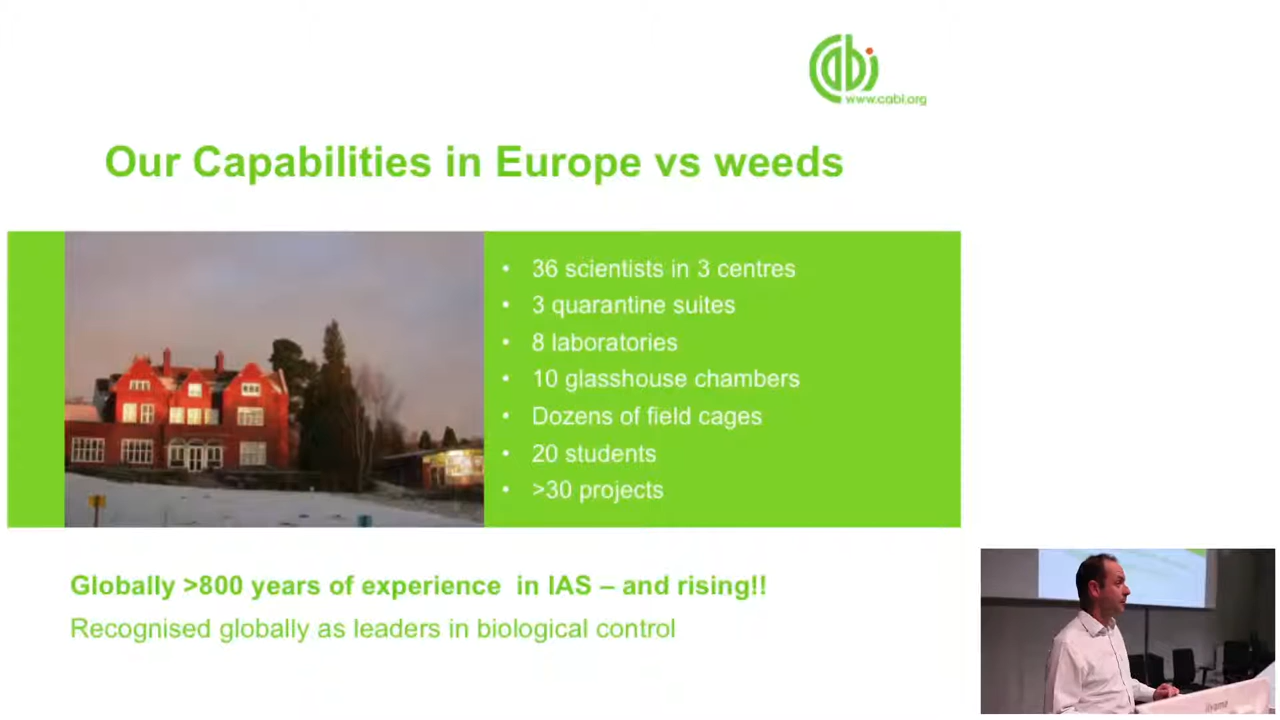 cabi
www.cabi.org
Our Capabilities in Europe vs weeds
• 36 scientists in 3 centres
• 3 quarantine suites
• 8 laboratories
• 10 glasshouse chambers
• Dozens of field cages
• 20 students
• >30 projects
Globally >800 years of experience in IAS – and rising!!
Recognised globally as leaders in biological control
iiyama